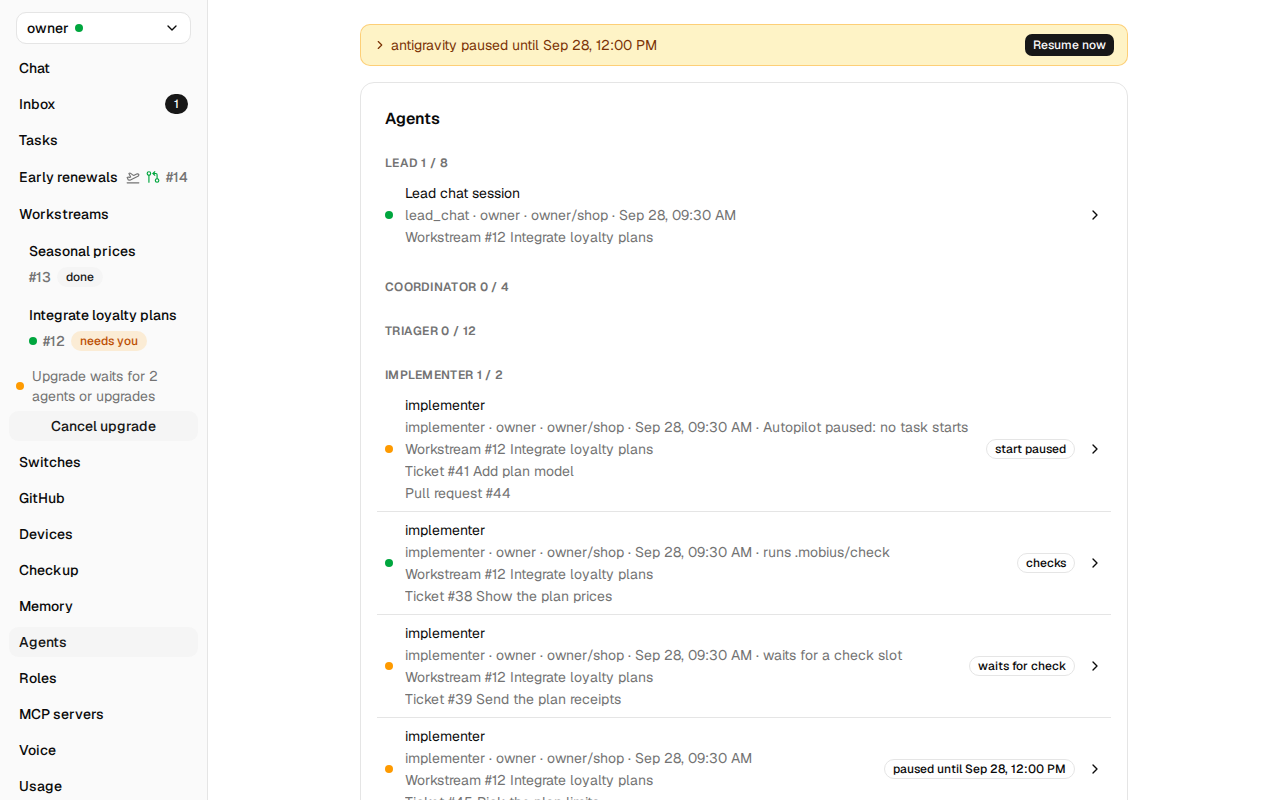 owner
Chat
Inbox 1
Tasks
Early renewals #14
Workstreams
Seasonal prices
#13 done
Integrate loyalty plans
#12 needs you
Upgrade waits for 2
agents or upgrades
Cancel upgrade
Switches
GitHub
Devices
Checkup
Memory
Agents
Roles
MCP servers
Voice
Usage
antigravity paused until Sep 28, 12:00 PM
Resume now
Agents
LEAD 1 / 8
Lead chat session
lead_chat · owner · owner/shop · Sep 28, 09:30 AM
Workstream #12 Integrate loyalty plans
COORDINATOR 0 / 4
TRIAGER 0 / 12
IMPLEMENTER 1 / 2
implementer
implementer · owner · owner/shop · Sep 28, 09:30 AM · Autopilot paused: no task starts
Workstream #12 Integrate loyalty plans
start paused
Ticket #41 Add plan model
Pull request #44
implementer
implementer · owner · owner/shop · Sep 28, 09:30 AM · runs .mobius/check
checks
Workstream #12 Integrate loyalty plans
Ticket #38 Show the plan prices
implementer
implementer · owner · owner/shop · Sep 28, 09:30 AM · waits for a check slot
waits for check
Workstream #12 Integrate loyalty plans
Ticket #39 Send the plan receipts
implementer
implementer · owner · owner/shop · Sep 28, 09:30 AM
paused until Sep 28, 12:00 PM
Workstream #12 Integrate loyalty plans